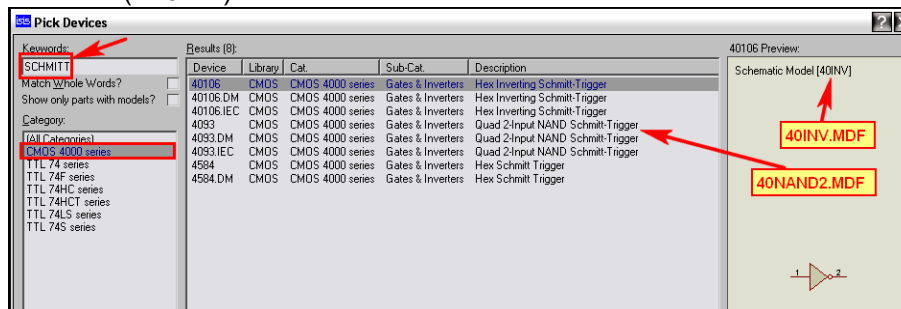 ISIS Pick Devices ?
Keywords: Results (8): 40106 Preview:
SCHMITT
Match Whole Words?
Show only parts with models?
Category:
(All Categories)
CMOS 4000 series
TTL 74 series
TTL 74F series
TTL 74HC series
TTL 74HCT series
TTL 74LS series
TTL 74S series
Device Library Cat. Sub-Cat. Description
40106 CMOS CMOS 4000 series Gates & Inverters Hex Inverting Schmitt-Trigger
40106.DM CMOS CMOS 4000 series Gates & Inverters Hex Inverting Schmitt-Trigger
40106.IEC CMOS CMOS 4000 series Gates & Inverters Hex Inverting Schmitt-Trigger
4093 CMOS CMOS 4000 series Gates & Inverters Quad 2-Input NAND Schmitt-Trigger
4093.DM CMOS CMOS 4000 series Gates & Inverters Quad 2-Input NAND Schmitt-Trigger
4093.IEC CMOS CMOS 4000 series Gates & Inverters Quad 2-Input NAND Schmitt-Trigger
4584 CMOS CMOS 4000 series Gates & Inverters Hex Schmitt Trigger
4584.DM CMOS CMOS 4000 series Gates & Inverters Hex Schmitt Trigger
Schematic Model [40INV]
40INV.MDF
40NAND2.MDF
1 2